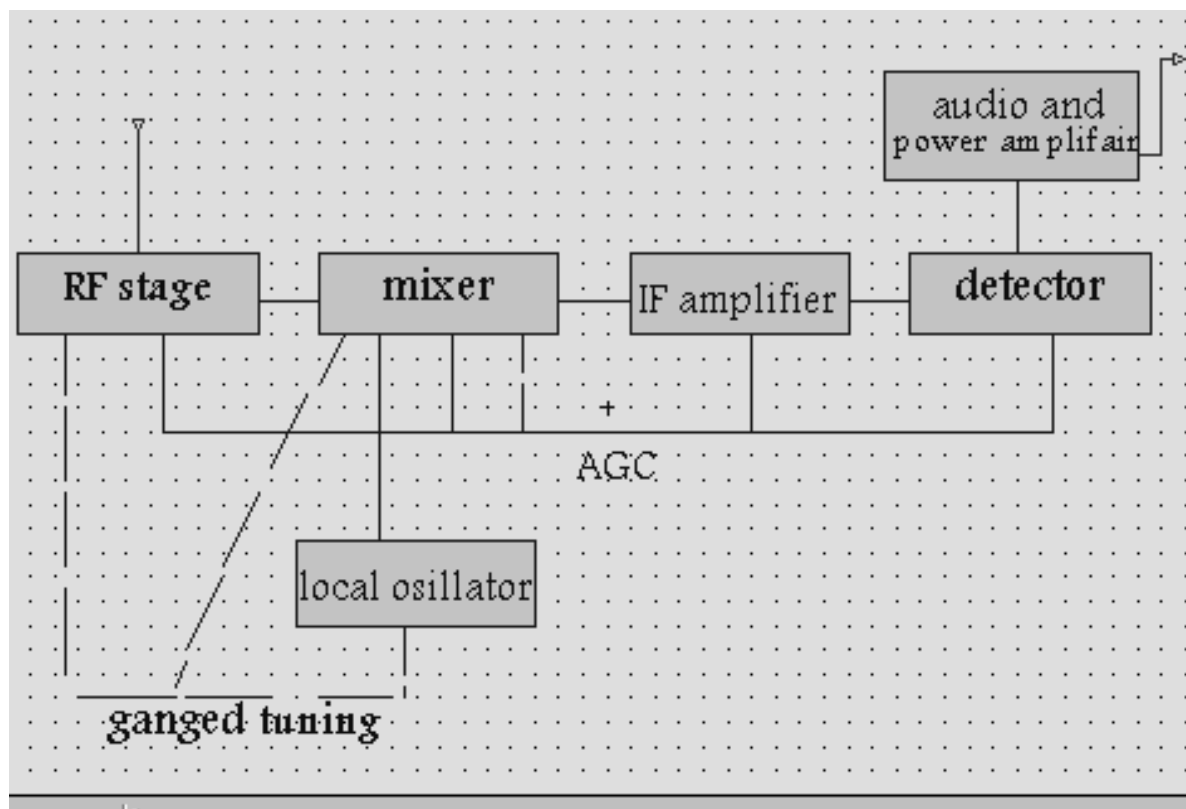 audio and
power amplifair
RF stage
mixer
IF amplifier
detector
+
AGC
local osillator
ganged tuning